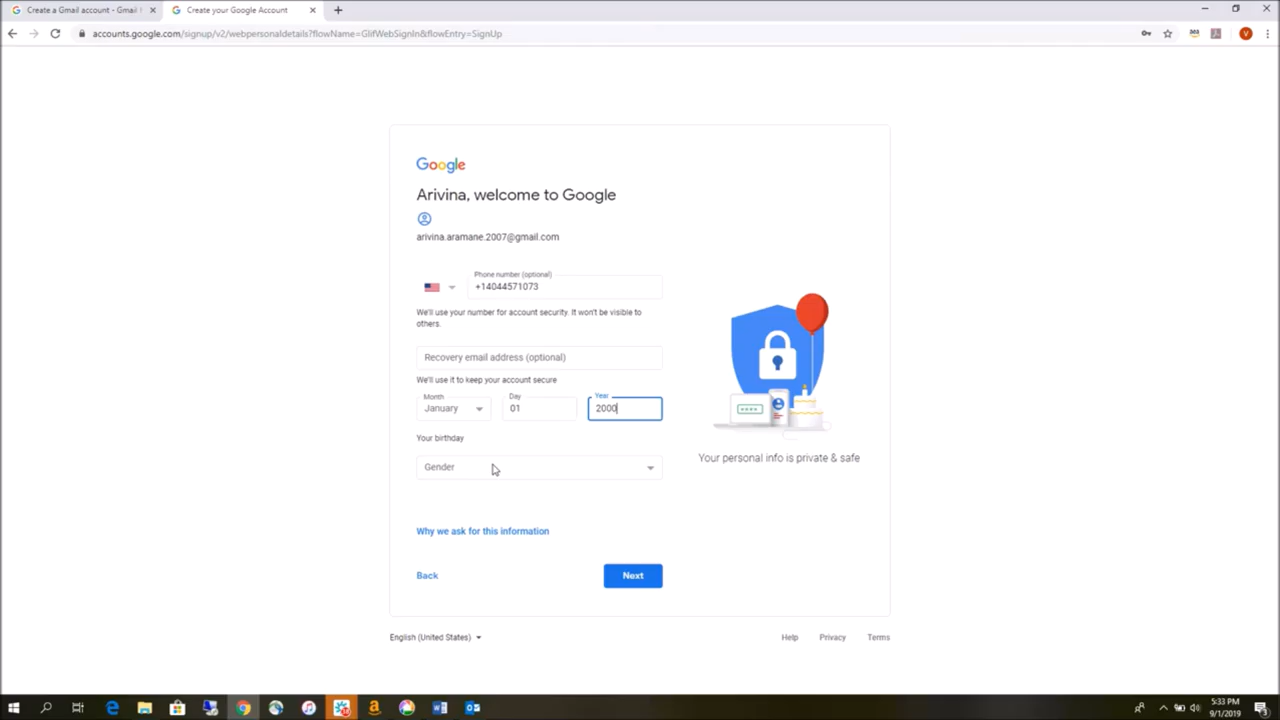 Create a Gmail account - Gmail
Create your Google Account
accounts.google.com/signup/v2/webpersonaldetails?flowName=GlifWebSignIn&flowEntry=SignUp
V
Google
Arivina, welcome to Google
arivina.aramane.2007@gmail.com
Phone number (optional)
+14044571073
We'll use your number for account security. It won't be visible to
others.
Recovery email address (optional)
We'll use it to keep your account secure
Month
January
Day
01
Year
2000
Your birthday
Gender
Your personal info is private & safe
Why we ask for this information
Back
Next
English (United States)
Help
Privacy
Terms
5:33 PM
9/1/2019